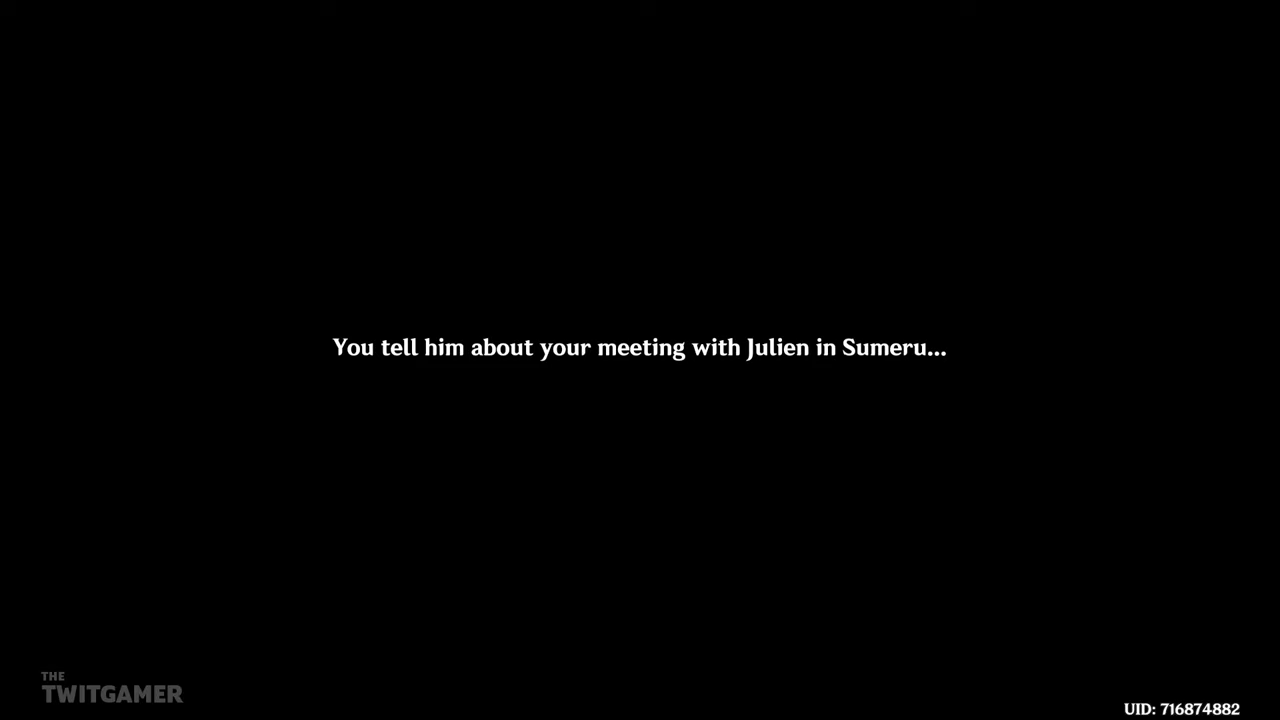 You tell him about your meeting with Julien in Sumeru...
THE
TWITGAMER
UID: 716874882